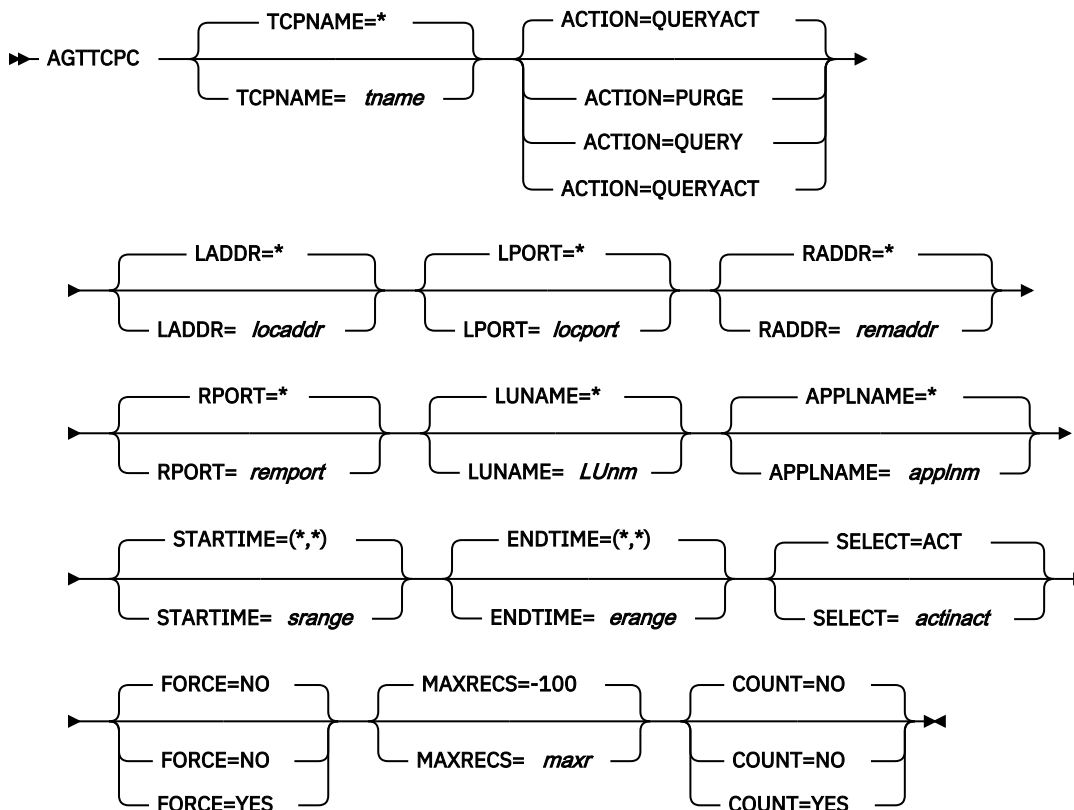 TCPNAME=* ACTION=QUERYACT
AGTTCPC
TCPNAME= tname ACTION=PURGE
ACTION=QUERY
ACTION=QUERYACT
LADDR=* LPORT=* RADDR=*
LADDR= locaddr LPORT= locport RADDR= remaddr
RPORT=* LUNAME=* APPLNAME=*
RPORT= remport LUNAME= LUnm APPLNAME= applnm
STARTIME=(*,*) ENDTIME=(*,*) SELECT=ACT
STARTIME= srange ENDTIME= erange SELECT= actinact
FORCE=NO MAXRECS=-100 COUNT=NO
FORCE=NO MAXRECS= maxr COUNT=NO
FORCE=YES COUNT=YES